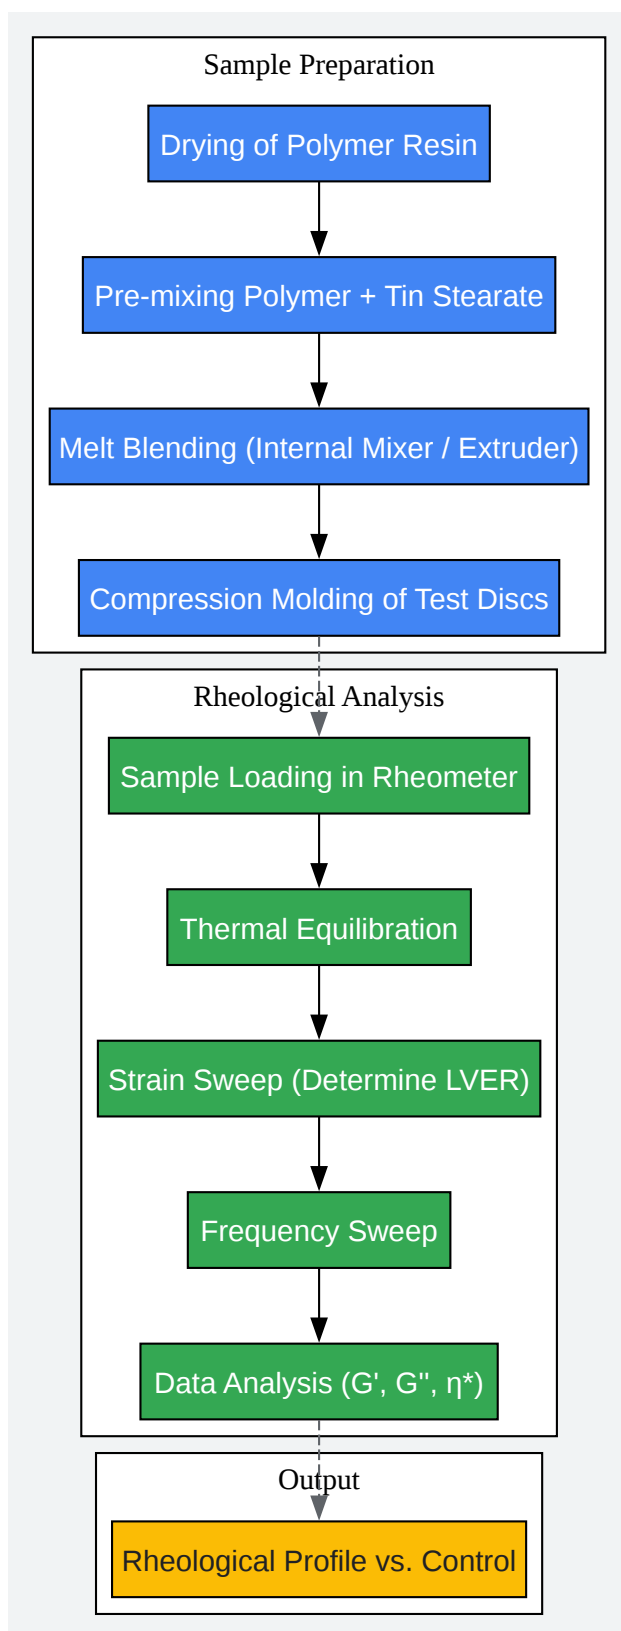 Sample Preparation
Drying of Polymer Resin
Pre-mixing Polymer + Tin Stearate
Melt Blending (Internal Mixer / Extruder)
Compression Molding of Test Discs
Rheological Analysis
Sample Loading in Rheometer
Thermal Equilibration
Strain Sweep (Determine LVER)
Frequency Sweep
Data Analysis (G', G'', η*)
Output
Rheological Profile vs. Control